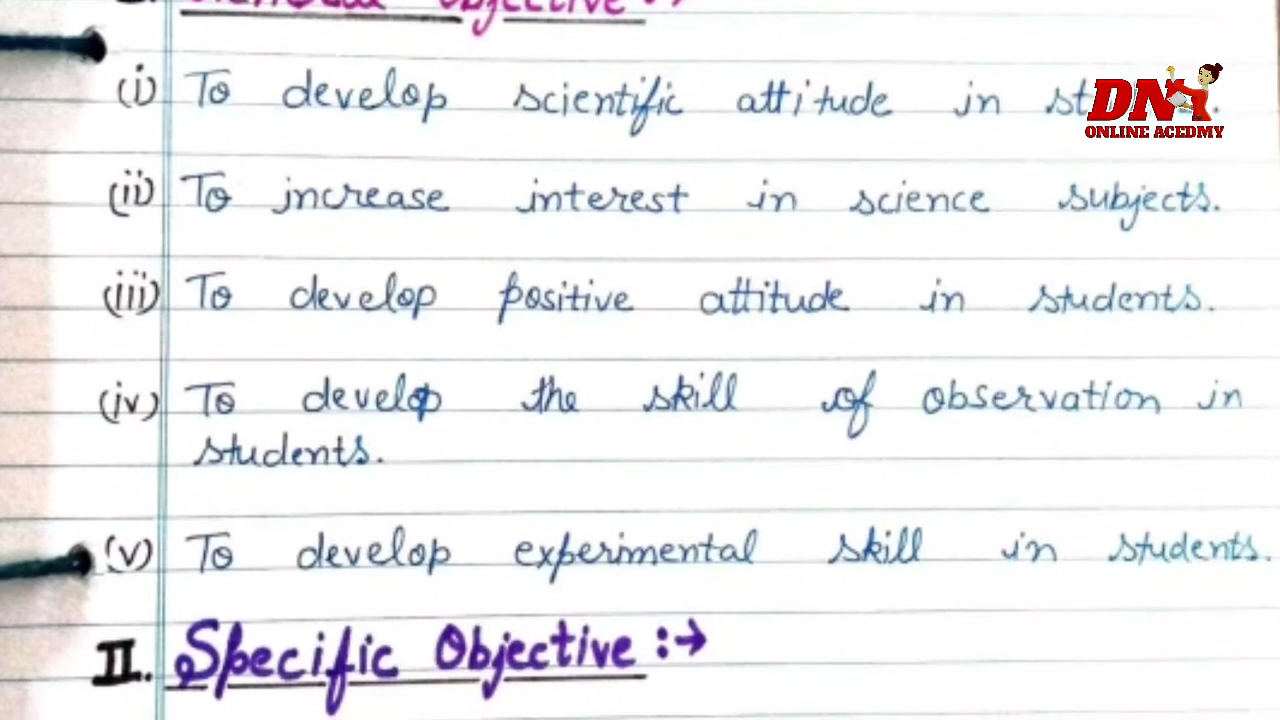 Objective :→
(i) To develop scientific attitude in
DNA
ONLINE ACEDMY
(ii) To increase interest in science subjects.
(iii) To develop positive attitude in students.
(iv) To develop the skill of observation in
students.
(v) To develop experimental skill in students.
II. Specific Objective :→